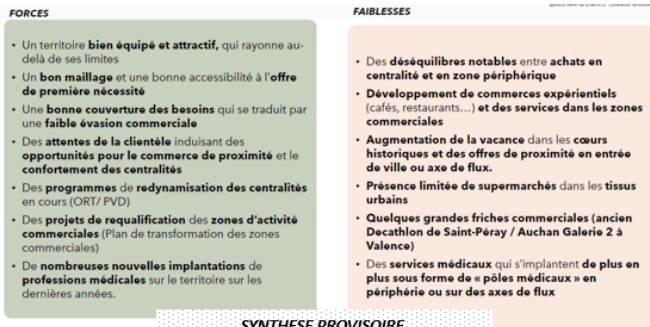 FORCES
• Un territoire bien équipé et attractif, qui rayonne au-
delà de ses limites
• Un bon maillage et une bonne accessibilité à l'offre
de première nécessité
• Une bonne couverture des besoins qui se traduit par
une faible évasion commerciale
• Des attentes de la clientèle induisant des
opportunités pour le commerce de proximité et le
confortement des centralités
• Des programmes de redynamisation des centralités
en cours (ORT/ PVD)
• Des projets de requalification des zones d'activité
commerciales (Plan de transformation des zones
commerciales)
• De nombreuses nouvelles implantations de
professions médicales sur le territoire sur les
dernières années.
FAIBLESSES
• Des déséquilibres notables entre achats en
centralité et en zone périphérique
• Développement de commerces expérientiels
(cafés, restaurants...) et des services dans les zones
commerciales
• Augmentation de la vacance dans les cœurs
historiques et des offres de proximité en entrée
de ville ou axe de flux.
• Présence limitée de supermarchés dans les tissus
urbains
• Quelques grandes friches commerciales (ancien
Decathlon de Saint-Péray / Auchan Galerie 2 à
Valence)
• Des services médicaux qui s'implantent de plus en
plus sous forme de « pôles médicaux » en
périphérie ou sur des axes de flux
SYNTHESE PROVISOIRE